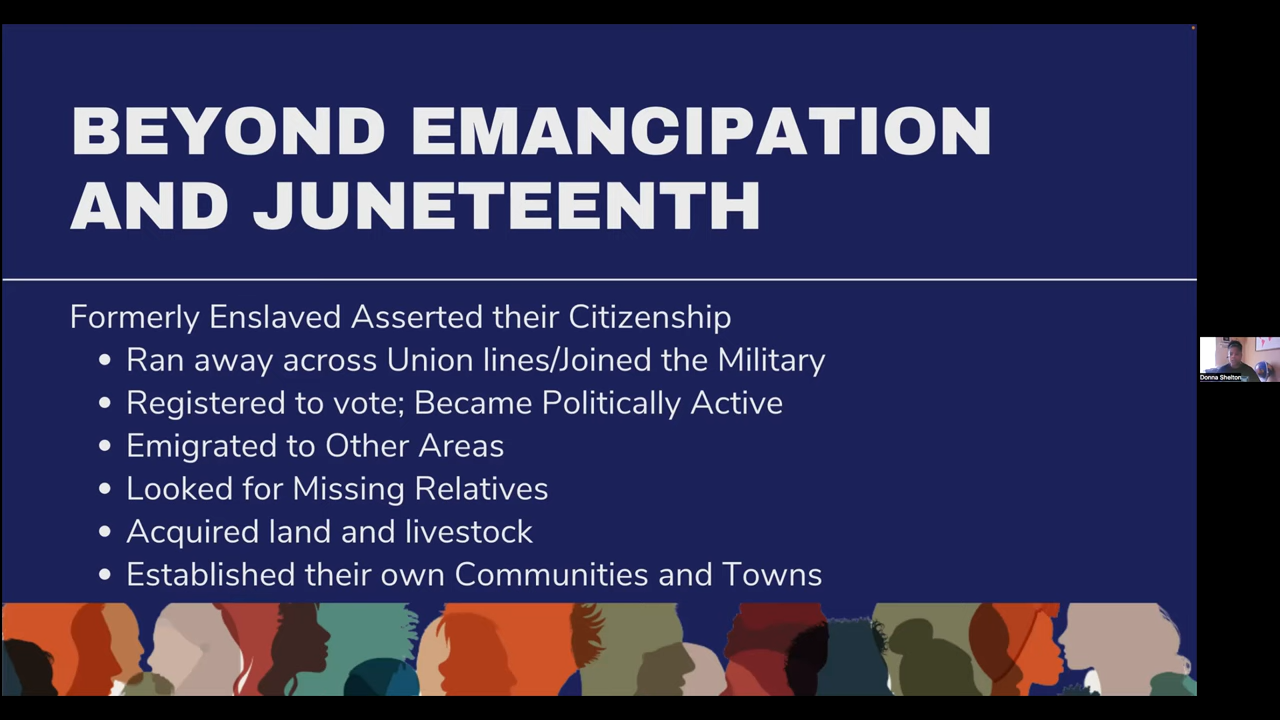 BEYOND EMANCIPATION
AND JUNETEENTH
Formerly Enslaved Asserted their Citizenship
• Ran away across Union lines/Joined the Military
• Registered to vote; Became Politically Active
• Emigrated to Other Areas
• Looked for Missing Relatives
• Acquired land and livestock
• Established their own Communities and Towns
Donna Shelton